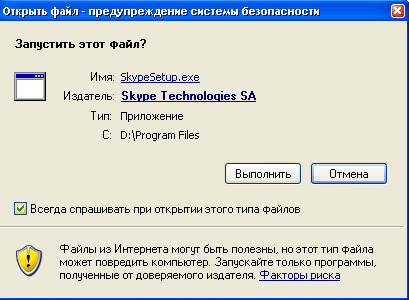 Открыть файл - предупреждение системы безопасности
Запустить этот файл?
Имя: SkypeSetup.exe
Издатель: Skype Technologies SA
Тип: Приложение
С: D:\Program Files
Выполнить Отмена
Всегда спрашивать при открытии этого типа файлов
Файлы из Интернета могут быть полезны, но этот тип файла
может повредить компьютер. Запускайте только программы,
полученные от доверяемого издателя. Факторы риска